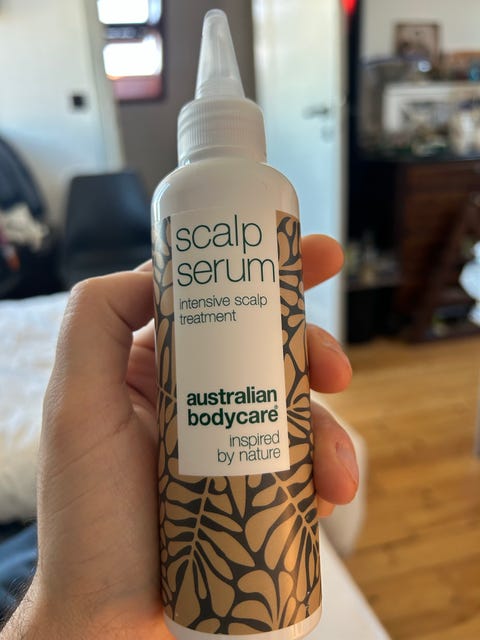 scalp
serum
intensive scalp
treatment
australian
bodycare®
inspired
by nature